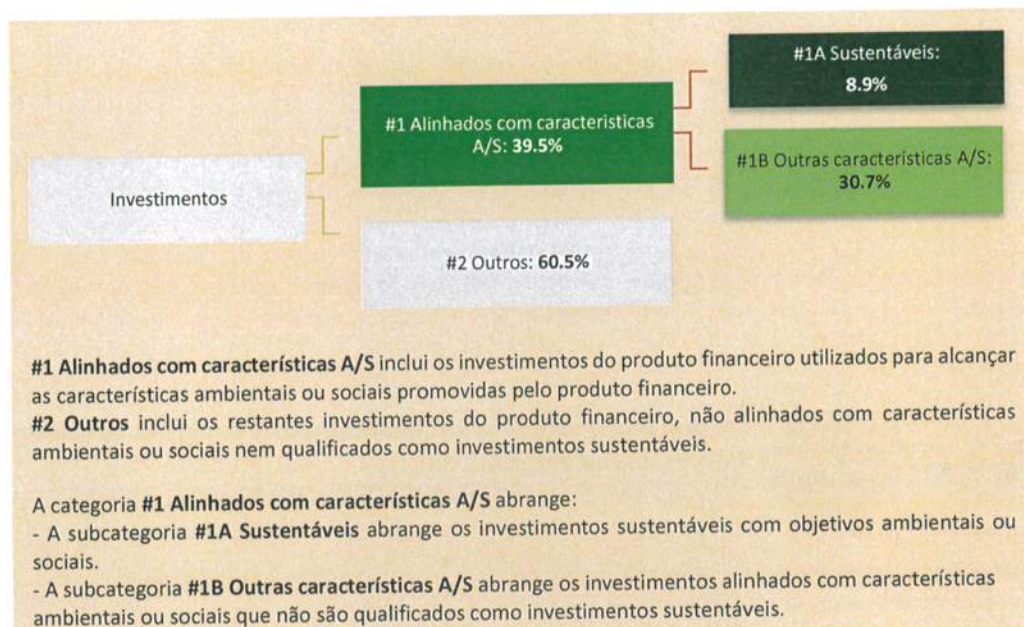 #1A Sustentáveis:
8.9%
#1 Alinhados com caracteristicas
A/S: 39.5%
#1B Outras características A/S:
30.7%
Investimentos
#2 Outros: 60.5%
#1 Alinhados com características A/S inclui os investimentos do produto financeiro utilizados para alcançar
as características ambientais ou sociais promovidas pelo produto financeiro.
#2 Outros inclui os restantes investimentos do produto financeiro, não alinhados com características
ambientais ou sociais nem qualificados como investimentos sustentáveis.
A categoria #1 Alinhados com características A/S abrange:
- A subcategoria #1A Sustentáveis abrange os investimentos sustentáveis com objetivos ambientais ou
sociais.
- A subcategoria #1B Outras características A/S abrange os investimentos alinhados com características
ambientais ou sociais que não são qualificados como investimentos sustentáveis.